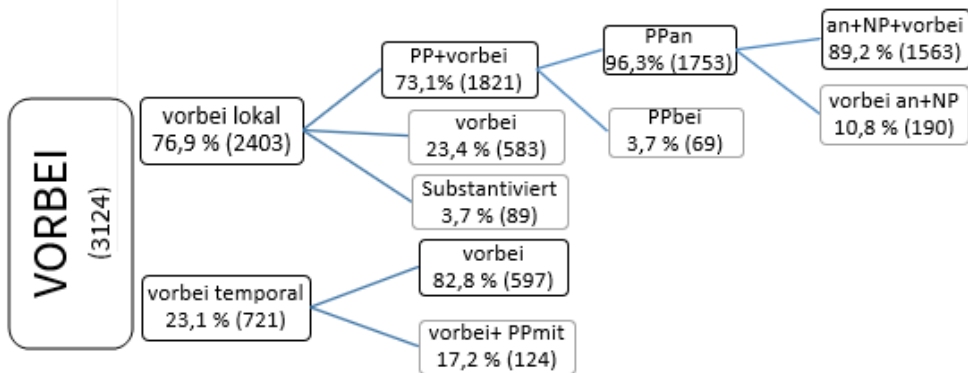 VORBEI
(3124)
vorbei lokal
76,9 % (2403)
PP+vorbei
73,1% (1821)
PPan
96,3% (1753)
an+NP+vorbei
89,2 % (1563)
vorbei an+NP
10,8 % (190)
PPbei
3,7 % (69)
vorbei
23,4 % (583)
Substantiviert
3,7 % (89)
vorbei temporal
23,1 % (721)
vorbei
82,8 % (597)
vorbei+ PPmit
17,2 % (124)